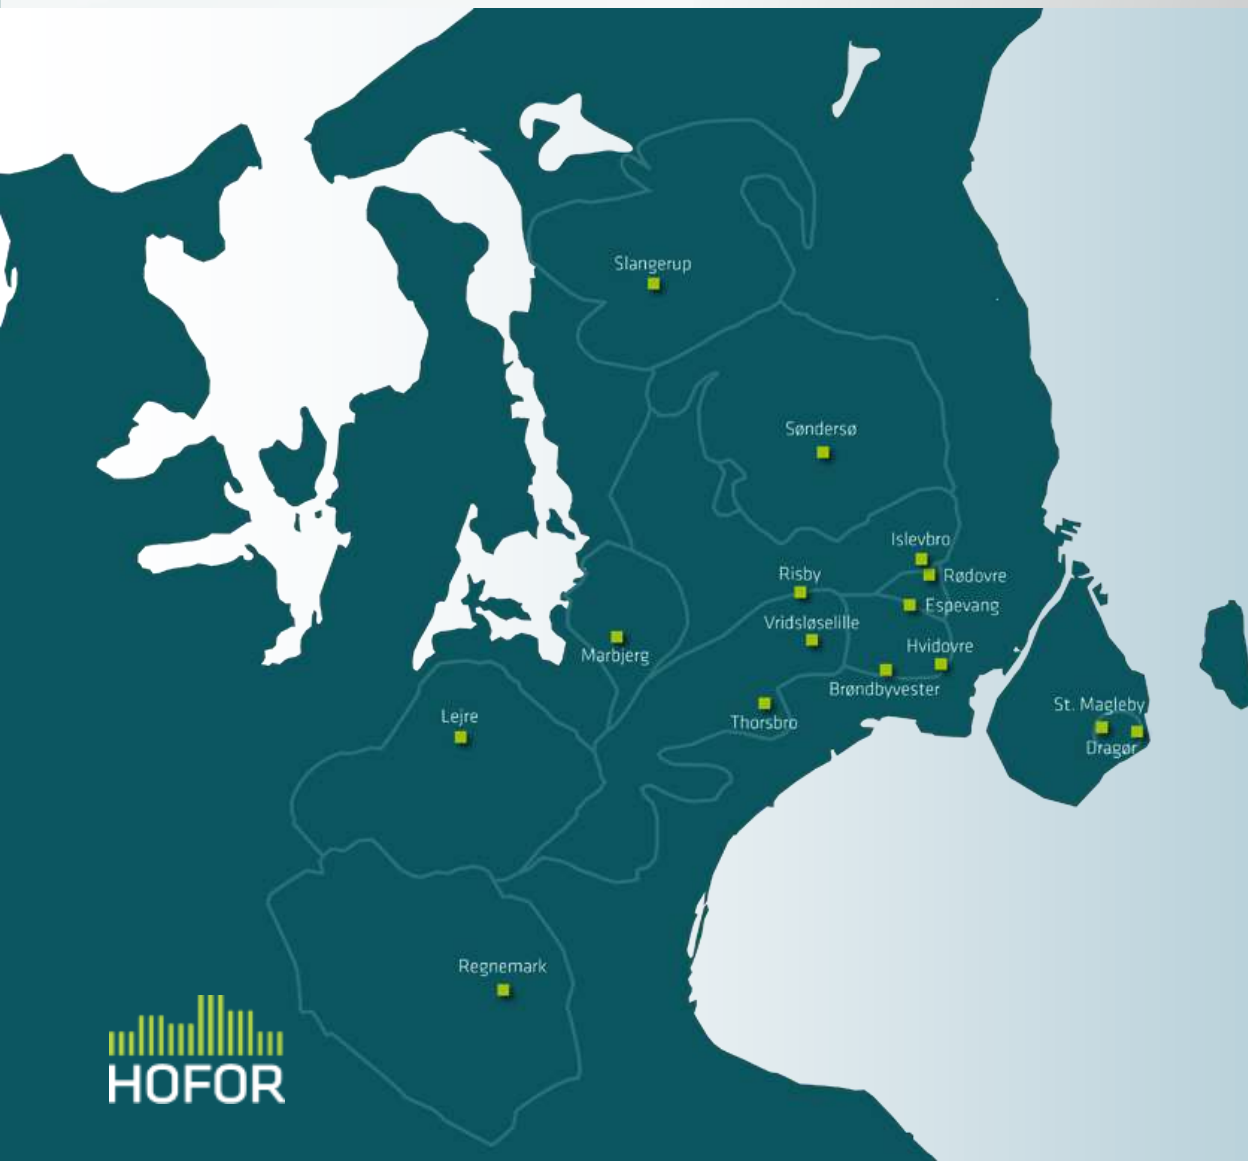 Slangerup
Søndersø
Islevbro
Risby
Rødovre
Espevang
Vridsløselille
Hvidovre
Marbjerg
Brøndbyvester
St. Magleby
Lejre
Thorsbro
Dragør
Regnemark
HOFOR